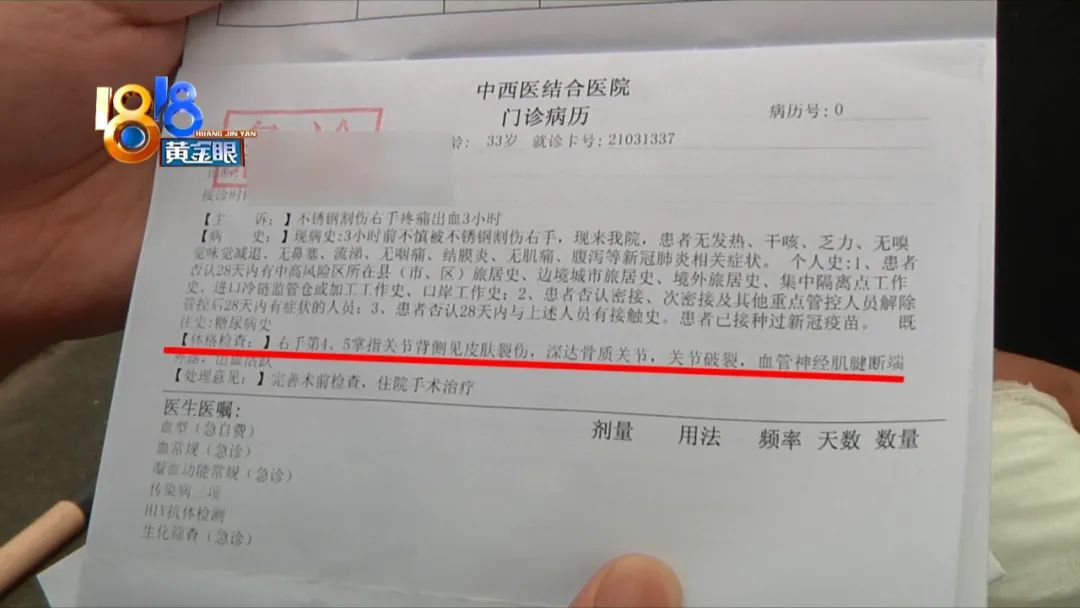 1818
HUANG JIN YAN
黄金眼
中西医结合医院
门诊病历
病历号:0
急诊
龄: 33岁 就诊卡号:21031337
接诊时
【主 诉：】不锈钢割伤右手疼痛出血3小时
【病 史：】现病史:3小时前不慎被不锈钢割伤右手，现来我院，患者无发热、干咳、乏力、无嗅
觉味觉减退、无鼻塞、流涕、无咽痛、结膜炎、无肌痛、腹泻等新冠肺炎相关症状。 个人史:1、患者
否认28天内有中高风险区所在县（市、区）旅居史、边境城市旅居史、境外旅居史、集中隔离点工作
史、进口冷链监管仓或加工工作史、口岸工作史；2、患者否认密接、次密接及其他重点管控人员解除
管控后28天内有症状的人员；3、患者否认28天内与上述人员有接触史。患者已接种过新冠疫苗。 既
往史:糖尿病史
【体格检查：】右手第4、5掌指关节背侧见皮肤裂伤，深达骨质关节，关节破裂，血管神经肌腱断端
外露，出血活跃
【处理意见：】完善术前检查、住院手术治疗
医生医嘱:
剂量 用法 频率 天数 数量
血型（急自费）
血常规（急诊）
凝血功能常规（急诊）
传染病二项
HIV抗体检测
生化筛查（急诊）